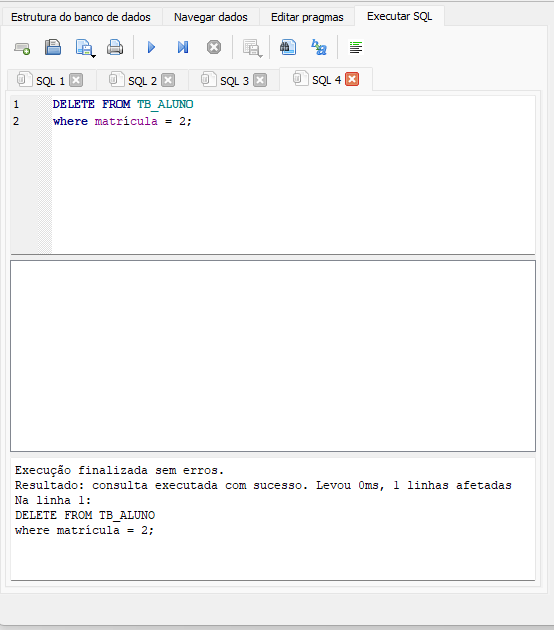 Estrutura do banco de dados Navegar dados Editar pragmas Executar SQL
SQL 1 SQL 2 SQL 3 SQL 4
1 DELETE FROM TB_ALUNO
2 where matrícula = 2;
Execução finalizada sem erros.
Resultado: consulta executada com sucesso. Levou 0ms, 1 linhas afetadas
Na linha 1:
DELETE FROM TB_ALUNO
where matrícula = 2;